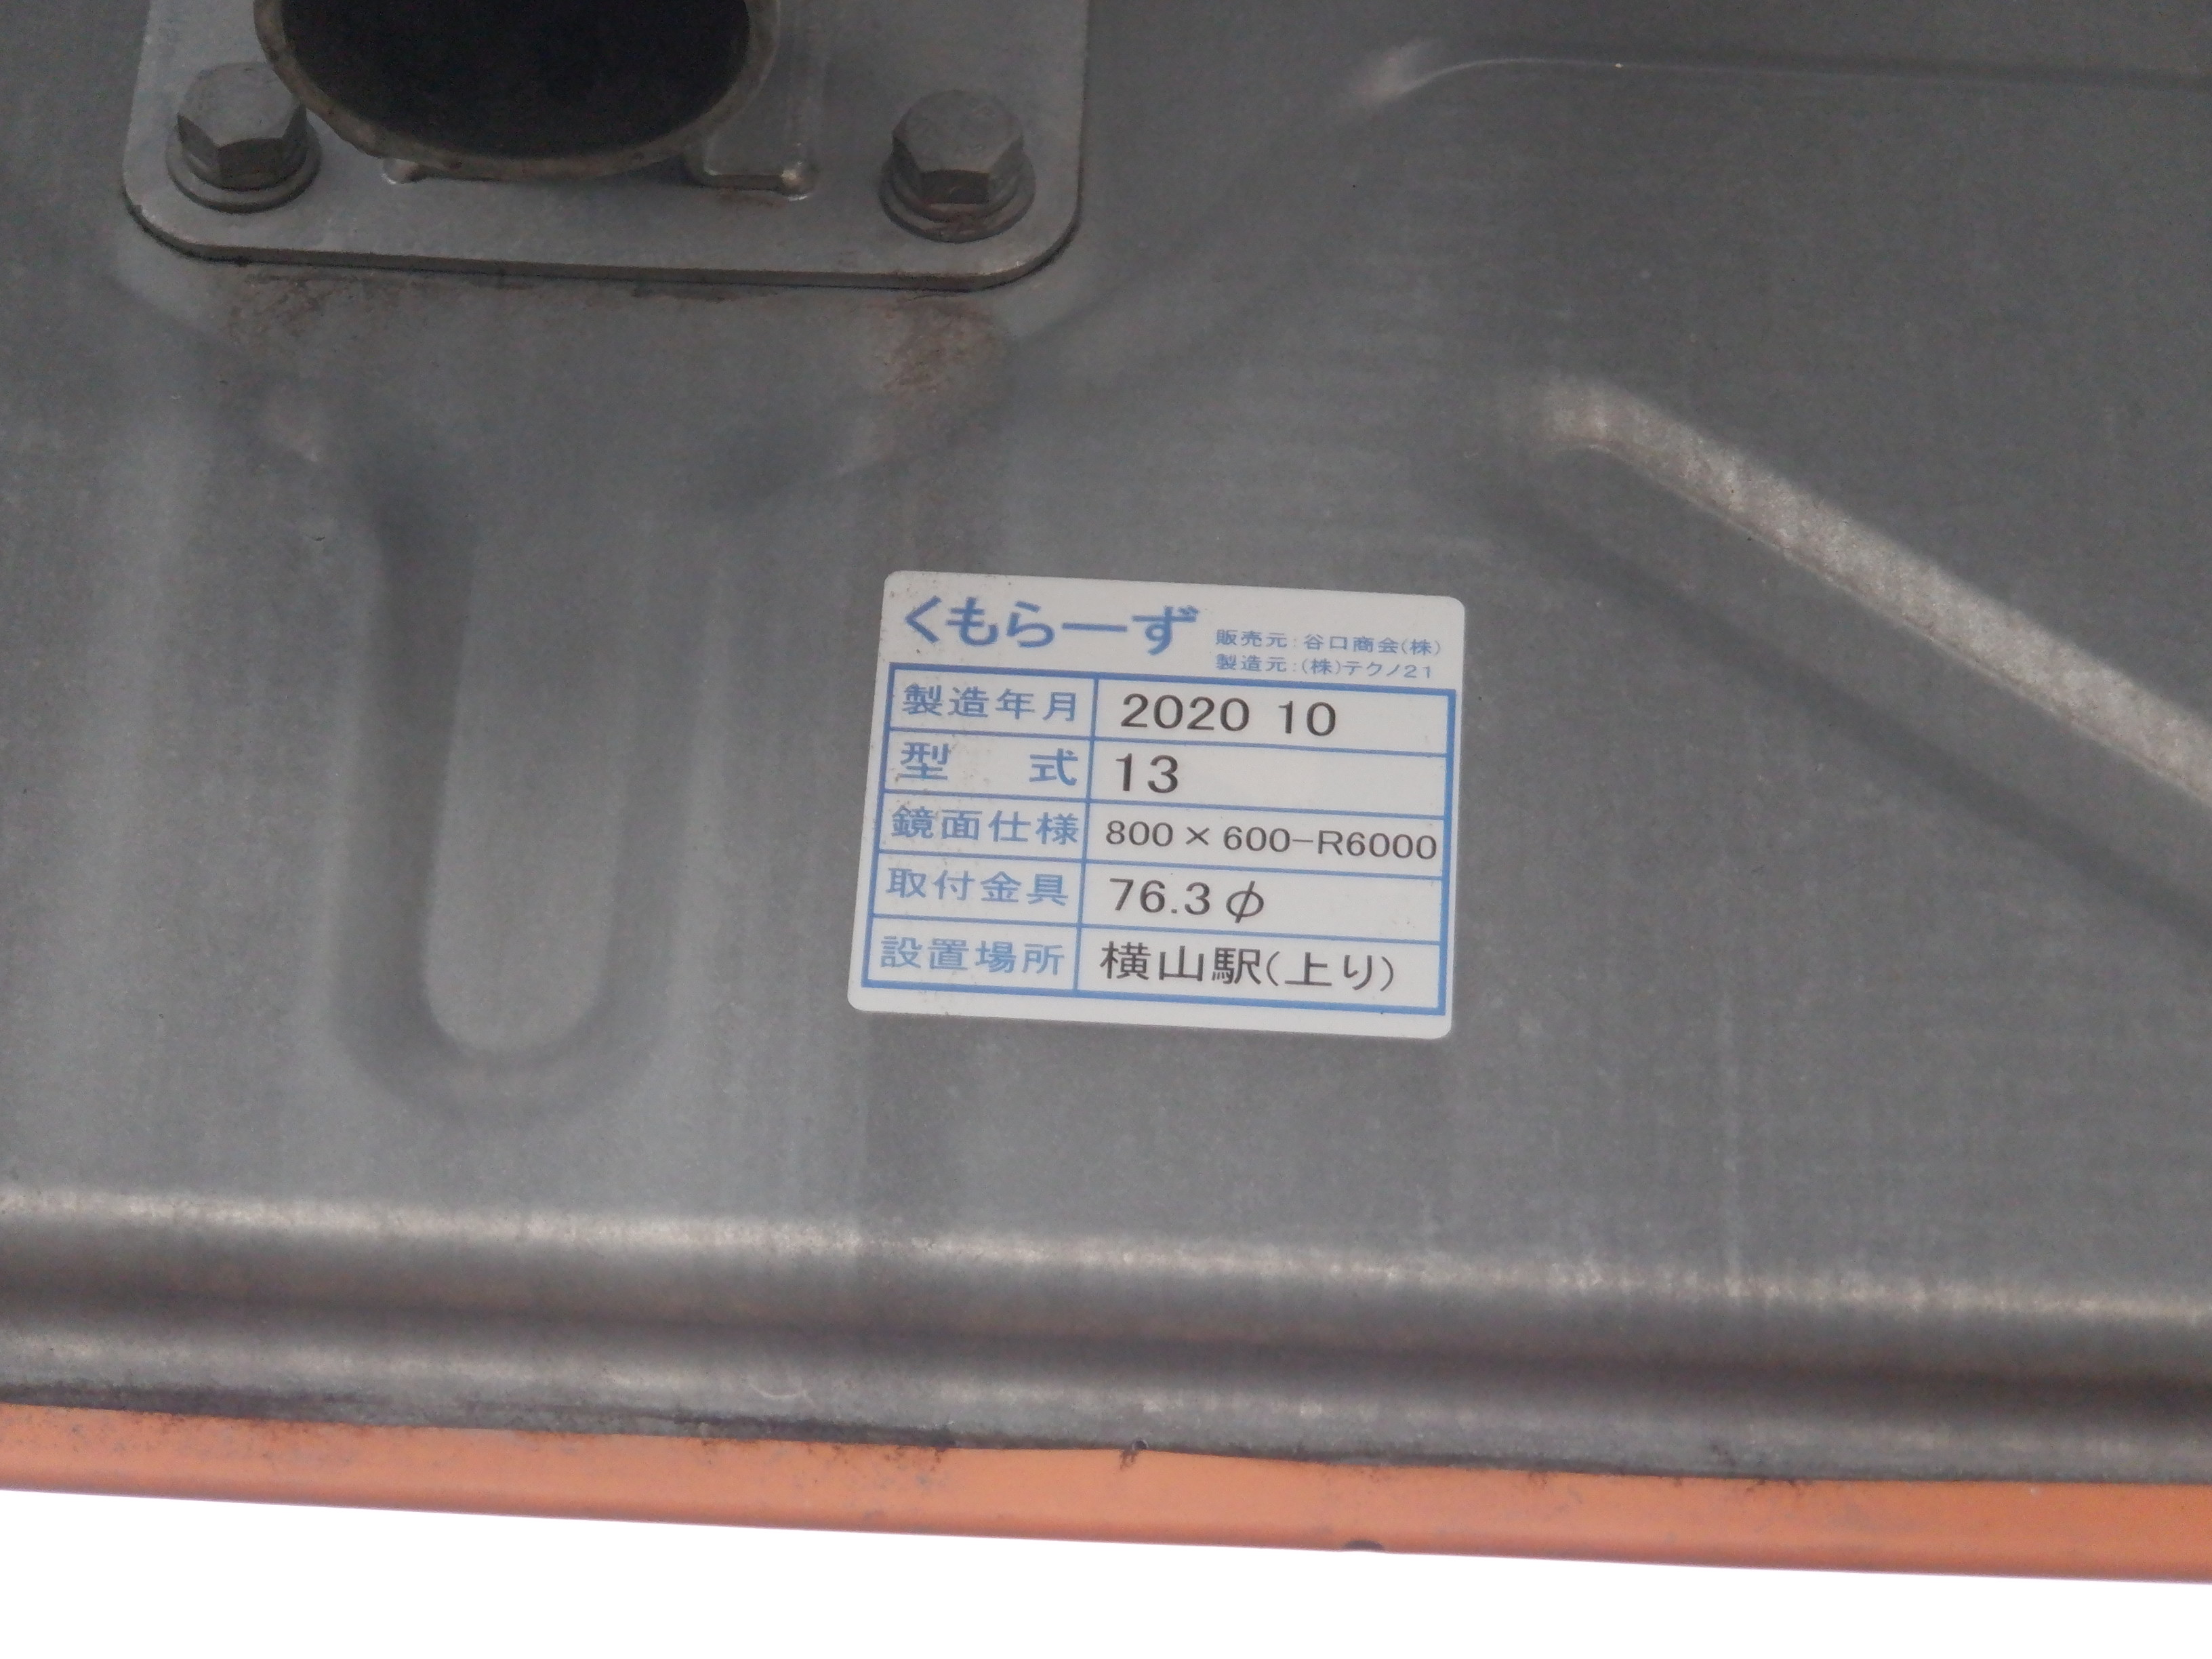 くもらーず
販売元:谷口商会(株)
製造元:(株)テクノ21
製造年月 2020 10
型 式 13
鏡面仕様 800×600-R6000
取付金具 76.3φ
設置場所 横山駅(上り)